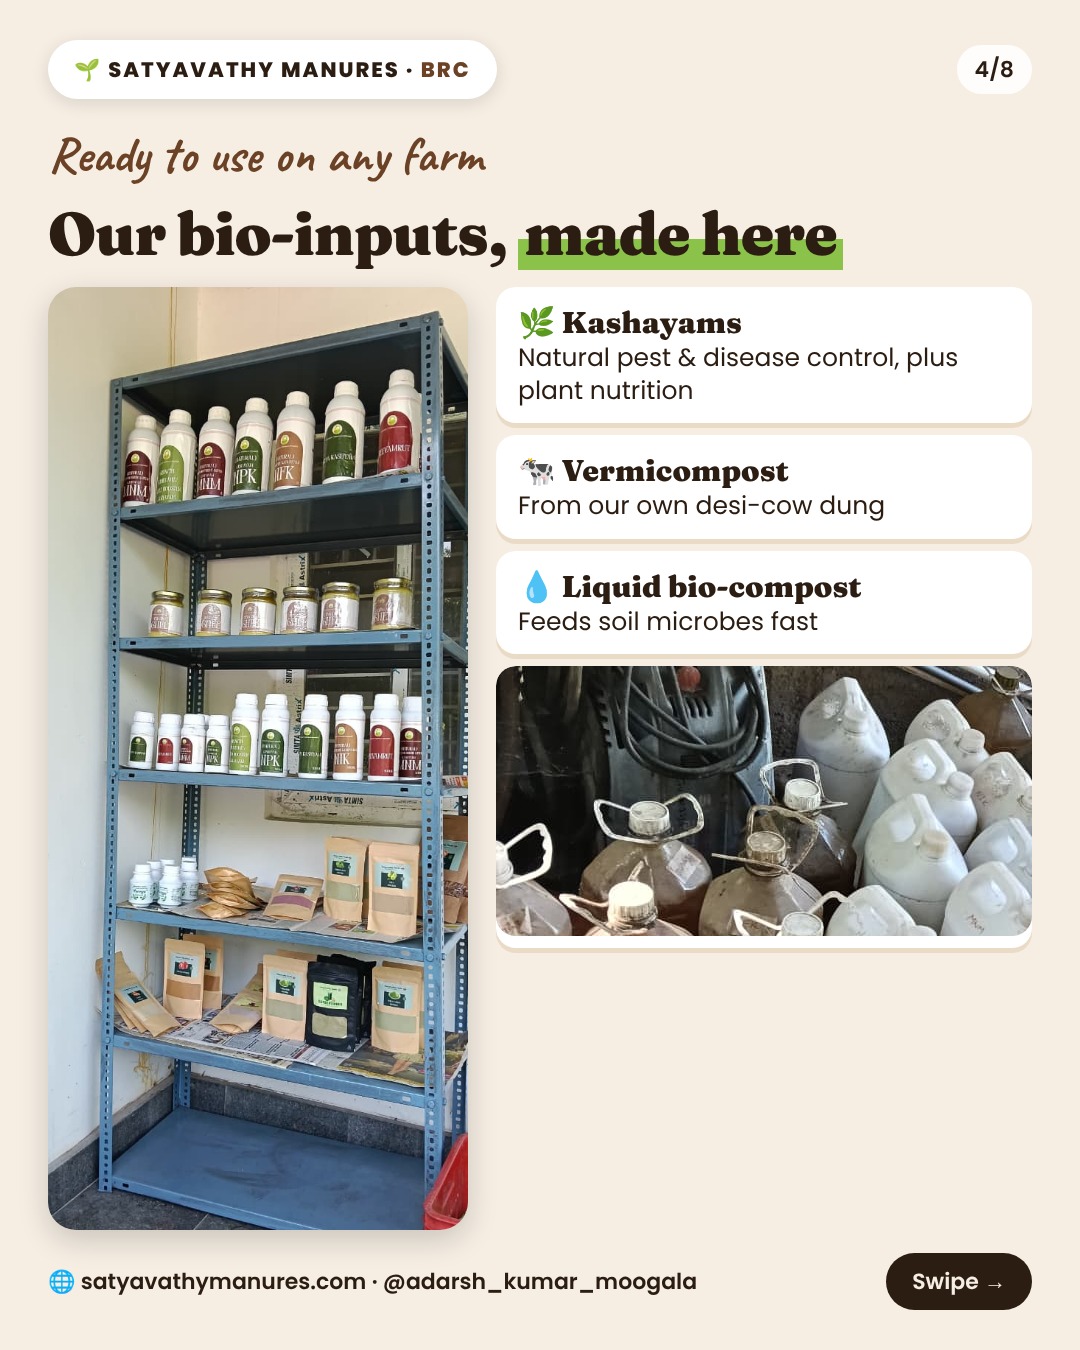 🌱 SATYAVATHY MANURES · BRC
4/8
Ready to use on any farm
Our bio-inputs, made here
🌿 Kashayams
Natural pest & disease control, plus
plant nutrition
🐄 Vermicompost
From our own desi-cow dung
💧 Liquid bio-compost
Feeds soil microbes fast
NPK
NPK
🌐 satyavathymanures.com · @adarsh_kumar_moogala
Swipe →